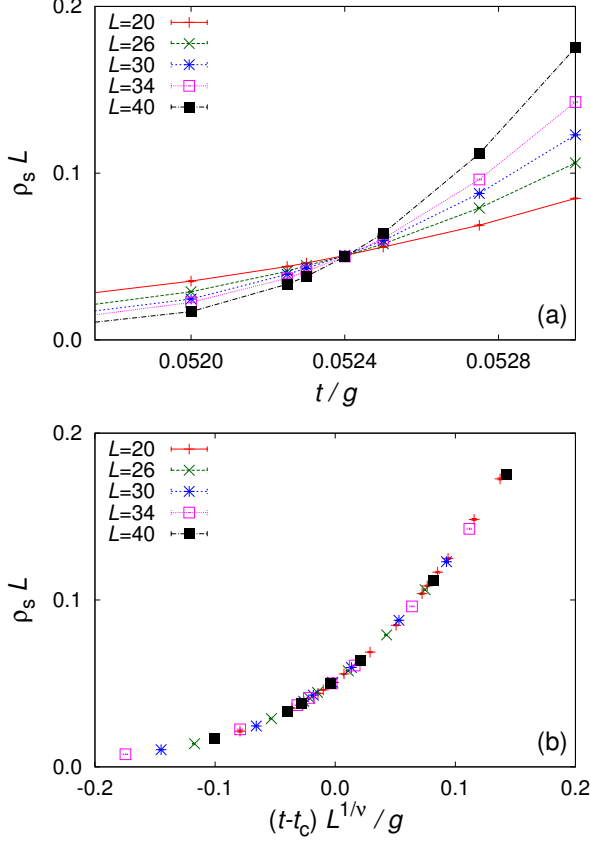 0.2
L=20
L=26
L=30
L=34
L=40
0.1
ρs L
0.0
(a)
0.0520 0.0524 0.0528
t / g
0.2
L=20
L=26
L=30
L=34
L=40
0.1
ρs L
0.0
(b)
-0.2 -0.1 0.0 0.1 0.2
(t-tc) L1/ν / g